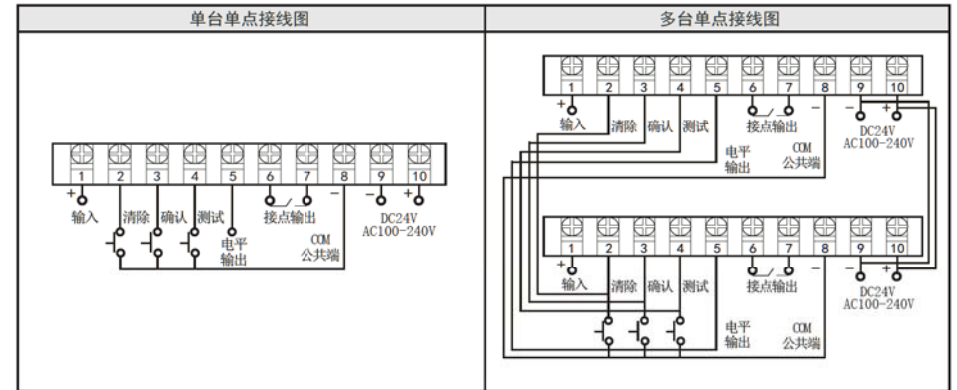 单台单点接线图
多台单点接线图
1 2 3 4 5 6 7 8 9 10
+ − − +
输入 清除 确认 测试 电平输出 接点输出 COM公共端 DC24V
AC100-240V
1 2 3 4 5 6 7 8 9 10
+ − − +
输入 清除 确认 测试 接点输出 DC24V
AC100-240V
电平 COM
输出 公共端
1 2 3 4 5 6 7 8 9 10
+ − − +
输入 清除 确认 测试 接点输出 DC24V
AC100-240V
电平 COM
输出 公共端